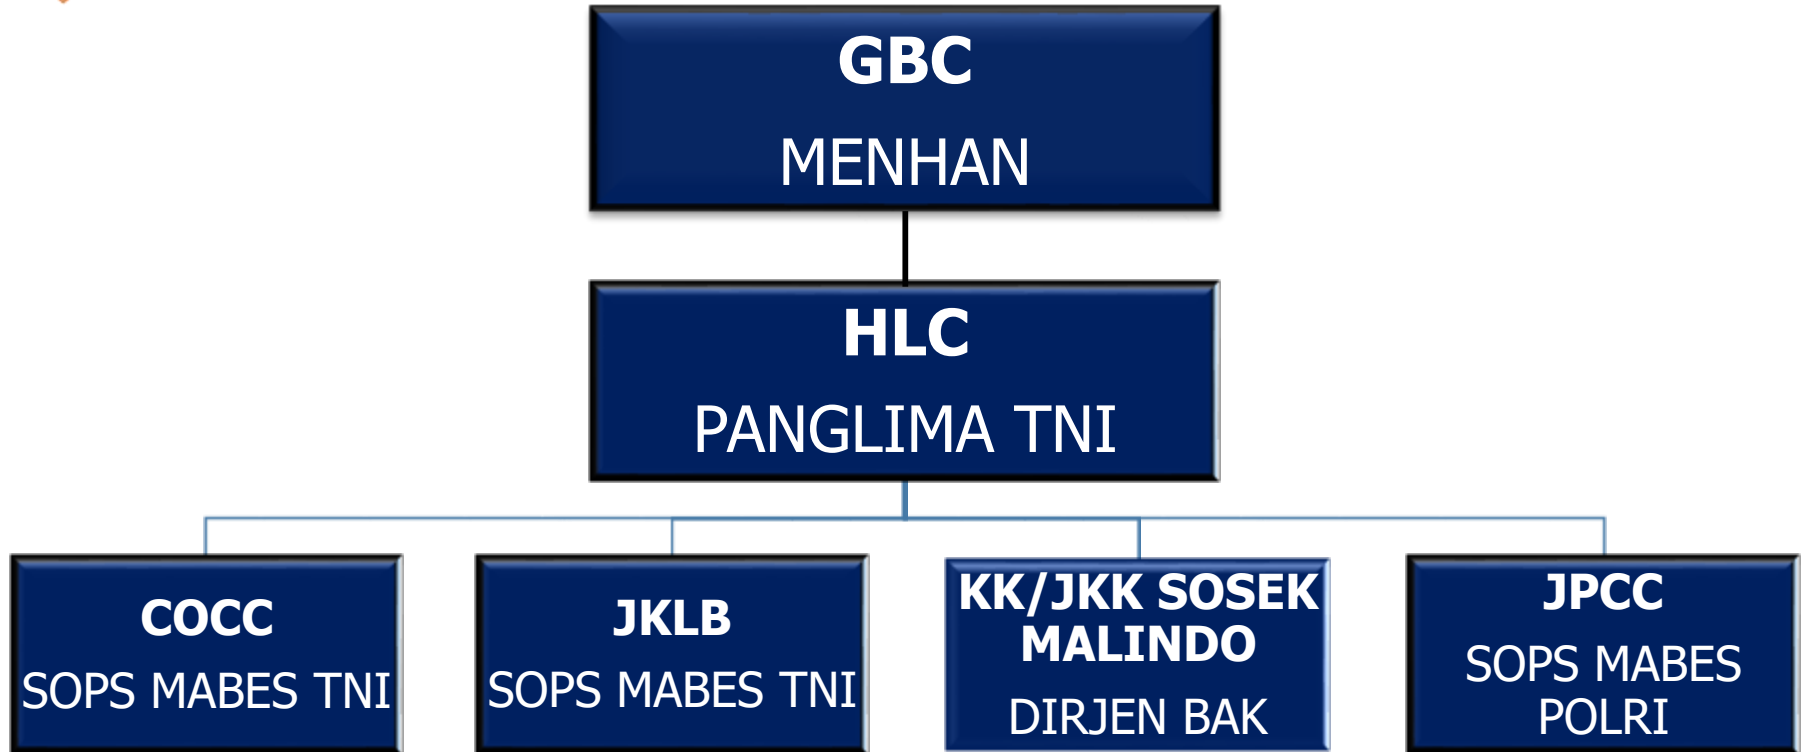 GBC
MENHAN
HLC
PANGLIMA TNI
COCC
SOPS MABES TNI
JKLB
SOPS MABES TNI
KK/JKK SOSEK
MALINDO
DIRJEN BAK
JPCC
SOPS MABES
POLRI